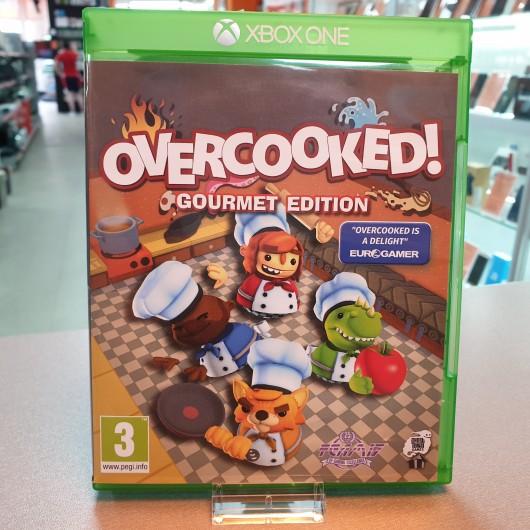 XBOX ONE
OVERCOOKED!
GOURMET EDITION
"OVERCOOKED IS
A DELIGHT"
EUROGAMER
3
www.pegi.info